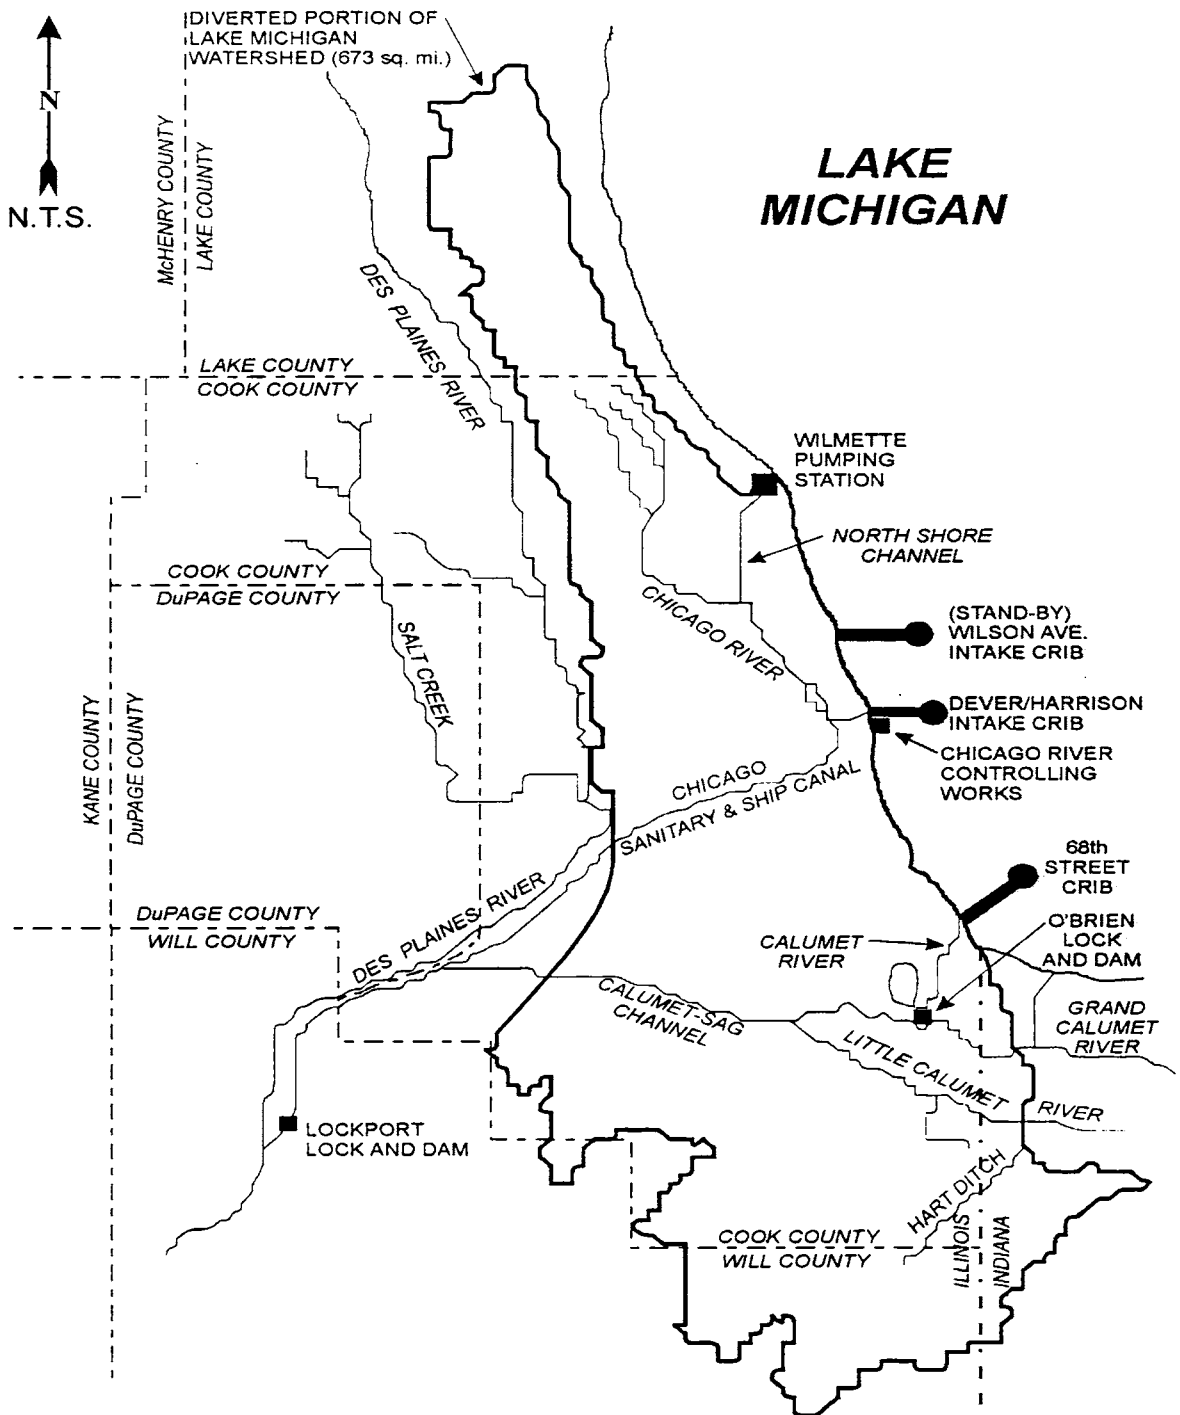 DIVERTED PORTION OF
LAKE MICHIGAN
WATERSHED (673 sq. mi.)
N
N.T.S.
McHENRY COUNTY
LAKE COUNTY
LAKE
MICHIGAN
DES PLAINES RIVER
LAKE COUNTY
COOK COUNTY
WILMETTE
PUMPING
STATION
NORTH SHORE
CHANNEL
COOK COUNTY
DuPAGE COUNTY
CHICAGO RIVER
(STAND-BY)
WILSON AVE.
INTAKE CRIB
SALT CREEK
DEVER/HARRISON
INTAKE CRIB
KANE COUNTY
DuPAGE COUNTY
CHICAGO RIVER
CONTROLLING
WORKS
CHICAGO
SANITARY & SHIP CANAL
68th
STREET
CRIB
DES PLAINES RIVER
DuPAGE COUNTY
WILL COUNTY
CALUMET
RIVER
O'BRIEN
LOCK
AND DAM
CALUMET-SAG
CHANNEL
GRAND
CALUMET
RIVER
LITTLE CALUMET
RIVER
LOCKPORT
LOCK AND DAM
HART DITCH
COOK COUNTY
WILL COUNTY
ILLINOIS
INDIANA